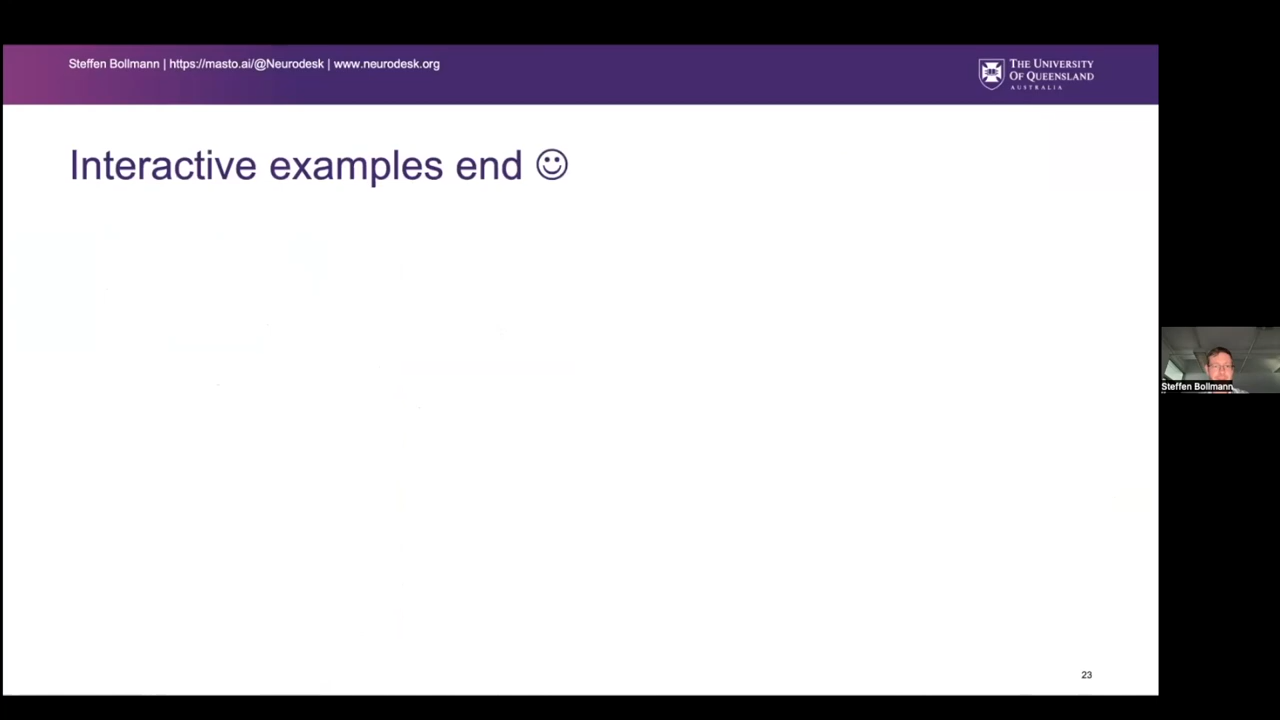 Steffen Bollmann | https://masto.ai/@Neurodesk | www.neurodesk.org
THE UNIVERSITY
OF QUEENSLAND
AUSTRALIA
Interactive examples end ☺
Steffen Bollmann
23